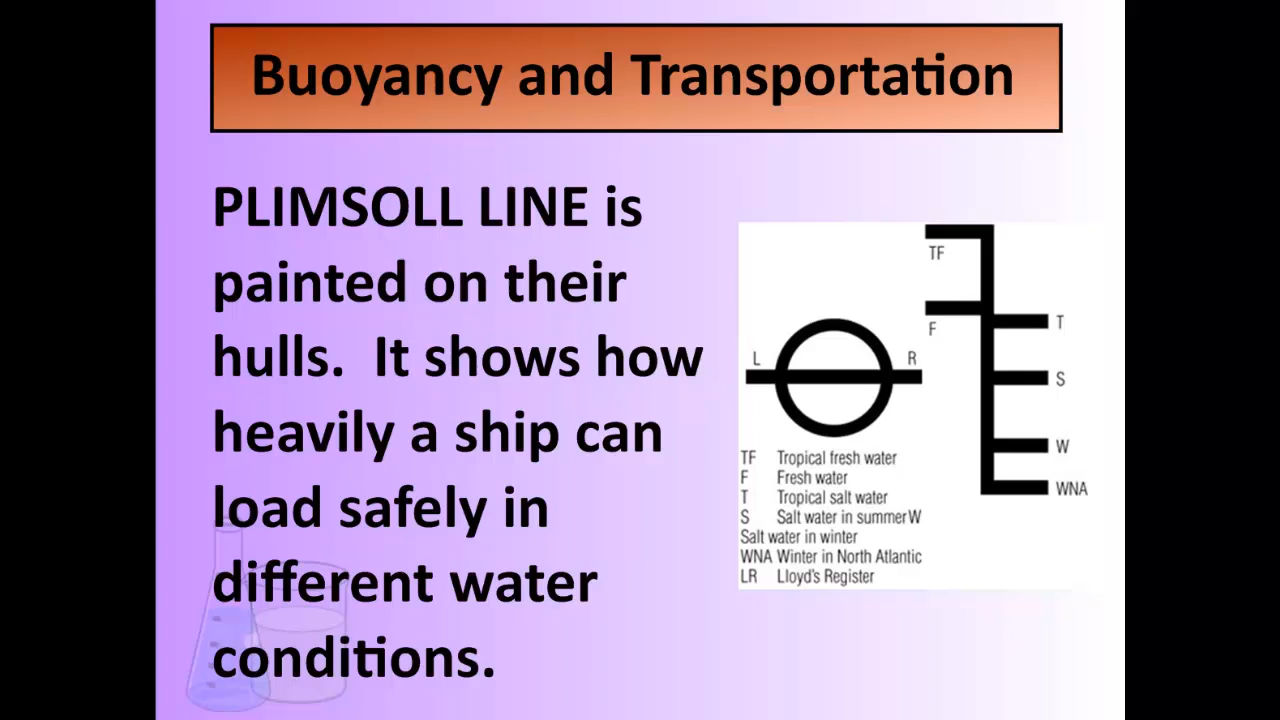 Buoyancy and Transportation
PLIMSOLL LINE is
painted on their
hulls.  It shows how
heavily a ship can
load safely in
different water
conditions.
TF
F
T
L
R
S
W
WNA
TF Tropical fresh water
F Fresh water
T Tropical salt water
S Salt water in summer W
Salt water in winter
WNA Winter in North Atlantic
LR Lloyd's Register